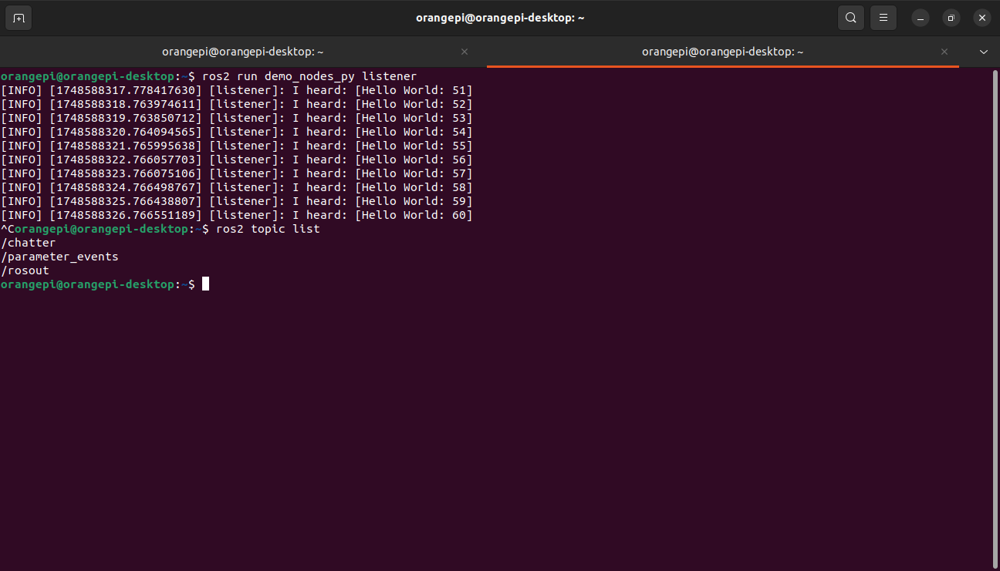 orangepi@orangepi-desktop: ~
orangepi@orangepi-desktop: ~
orangepi@orangepi-desktop: ~
orangepi@orangepi-desktop:~$ ros2 run demo_nodes_py listener
[INFO] [1748588317.778417630] [listener]: I heard: [Hello World: 51]
[INFO] [1748588318.763974611] [listener]: I heard: [Hello World: 52]
[INFO] [1748588319.763850712] [listener]: I heard: [Hello World: 53]
[INFO] [1748588320.764094565] [listener]: I heard: [Hello World: 54]
[INFO] [1748588321.765995638] [listener]: I heard: [Hello World: 55]
[INFO] [1748588322.766057703] [listener]: I heard: [Hello World: 56]
[INFO] [1748588323.766075106] [listener]: I heard: [Hello World: 57]
[INFO] [1748588324.766498767] [listener]: I heard: [Hello World: 58]
[INFO] [1748588325.766438807] [listener]: I heard: [Hello World: 59]
[INFO] [1748588326.766551189] [listener]: I heard: [Hello World: 60]
^Corangepi@orangepi-desktop:~$ ros2 topic list
/chatter
/parameter_events
/rosout
orangepi@orangepi-desktop:~$